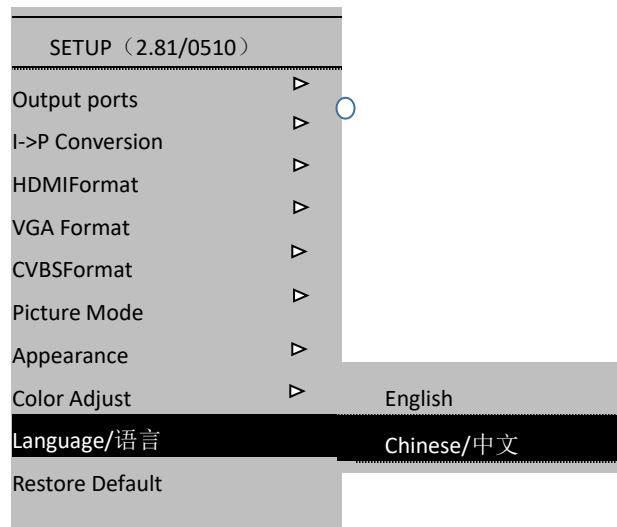 SETUP（2.81/0510）
Output ports
I->P Conversion
HDMIFormat
VGA Format
CVBSFormat
Picture Mode
Appearance
Color Adjust
Language/语言
Restore Default
English
Chinese/中文